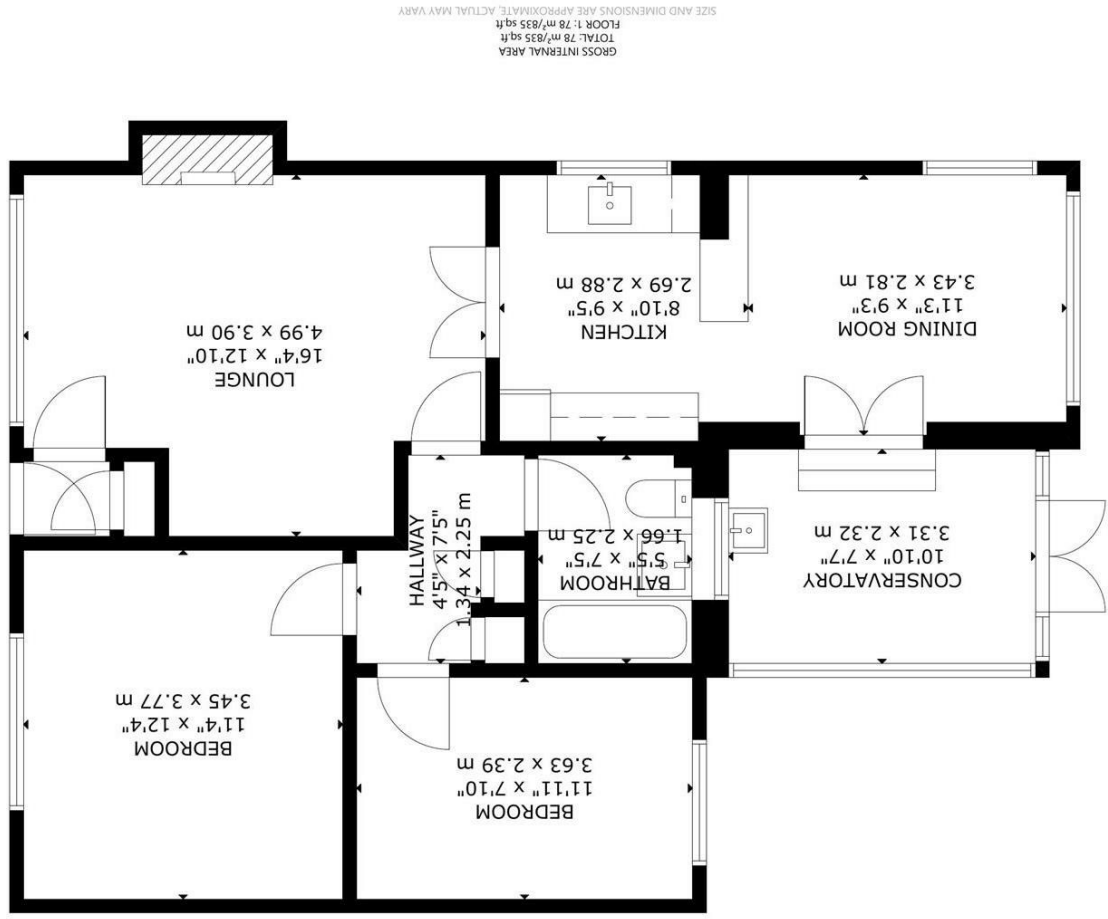 BEDROOM
11'11" x 7'10"
3.63 x 2.39 m
BEDROOM
11'4" x 12'4"
3.45 x 3.77 m
CONSERVATORY
10'10" x 7'7"
3.31 x 2.32 m
BATHROOM
5'5" x 7'5"
1.66 x 2.25 m
HALLWAY
4'5" x 7'5"
1.34 x 2.25 m
LOUNGE
16'4" x 12'10"
4.99 x 3.90 m
KITCHEN
8'10" x 9'5"
2.69 x 2.88 m
DINING ROOM
11'3" x 9'3"
3.43 x 2.81 m
GROSS INTERNAL AREA
TOTAL: 78 m²/835 sq.ft
FLOOR 1: 78 m²/835 sq.ft
SIZE AND DIMENSIONS ARE APPROXIMATE, ACTUAL MAY VARY